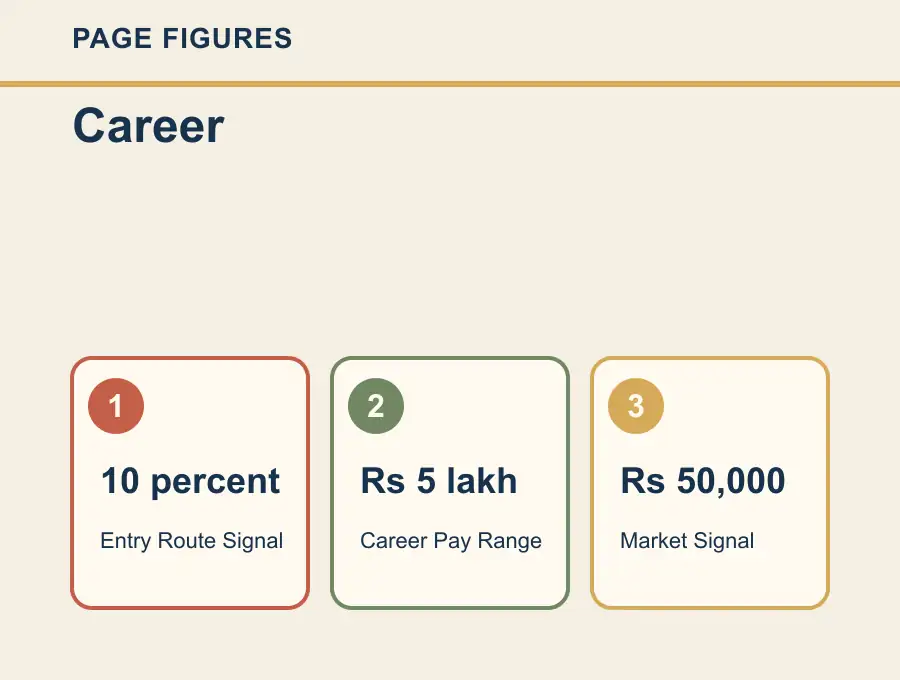 PAGE FIGURES
Career
1
10 percent
Entry Route Signal
2
Rs 5 lakh
Career Pay Range
3
Rs 50,000
Market Signal